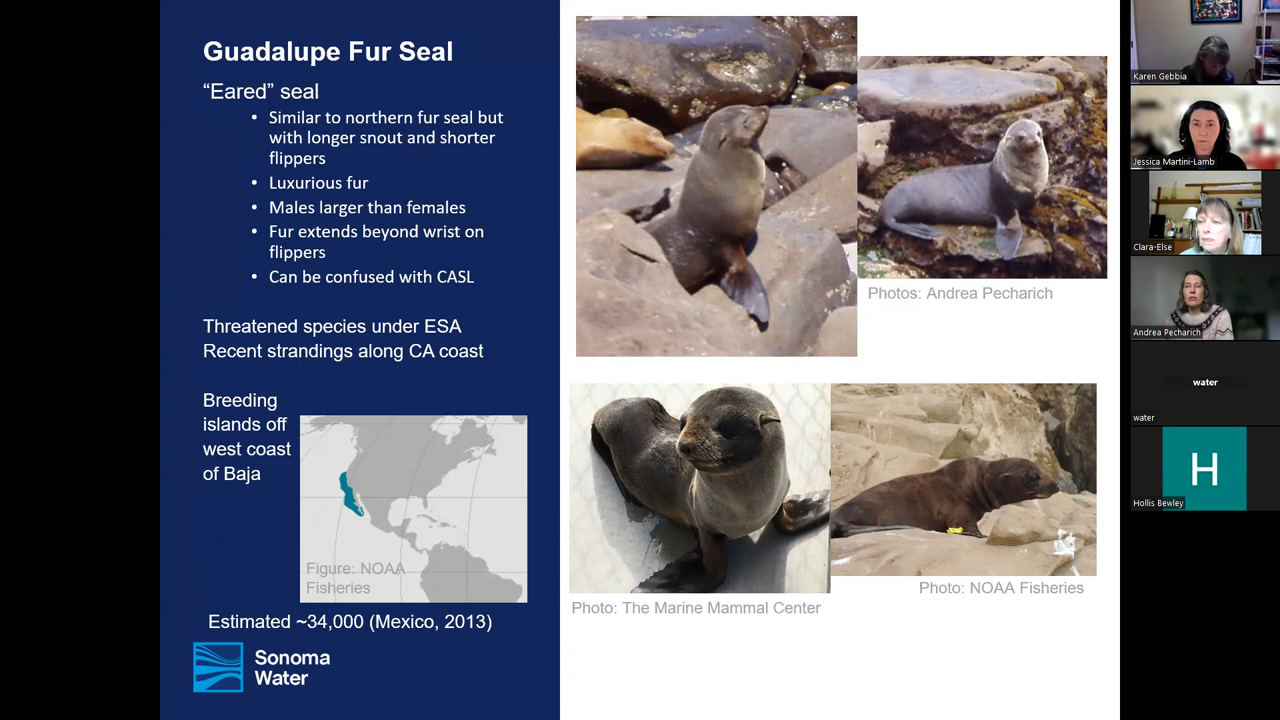 Guadalupe Fur Seal
“Eared” seal
• Similar to northern fur seal but
with longer snout and shorter
flippers
• Luxurious fur
• Males larger than females
• Fur extends beyond wrist on
flippers
• Can be confused with CASL
Threatened species under ESA
Recent strandings along CA coast
Breeding
islands off
west coast
of Baja
Figure: NOAA
Fisheries
Estimated ~34,000 (Mexico, 2013)
Sonoma
Water
Photos: Andrea Pecharich
Photo: The Marine Mammal Center
Photo: NOAA Fisheries
Karen Gebbia
Jessica Martini-Lamb
Clara-Else
Andrea Pecharich
water
water
H
Hollis Bewley